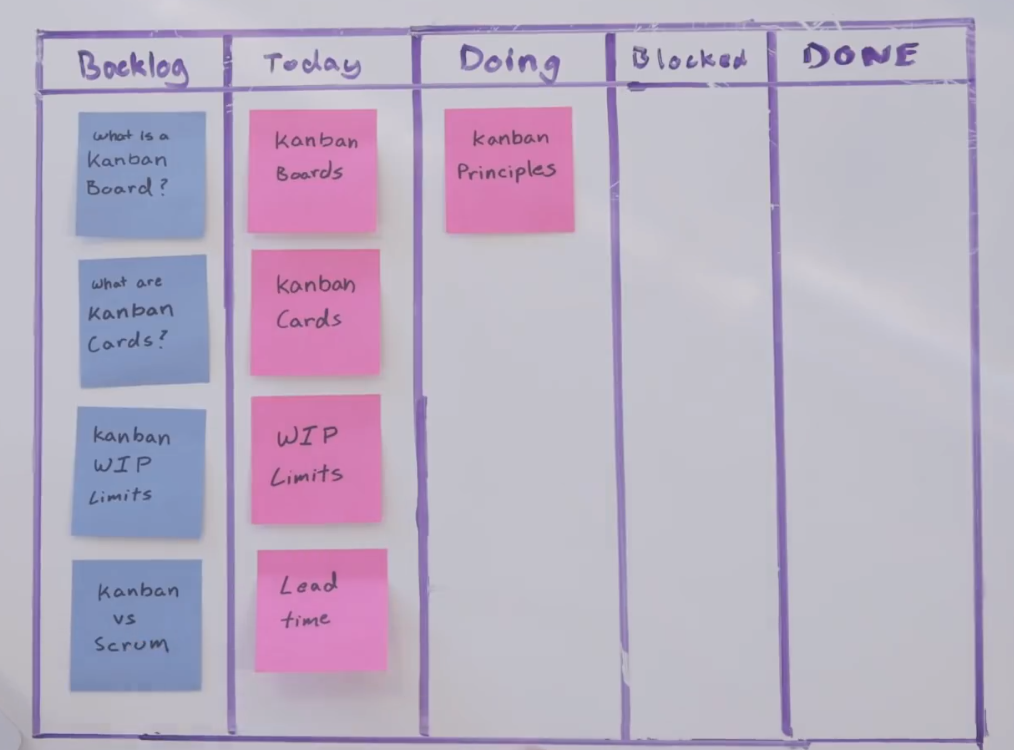 Backlog
Today
Doing
Blocked
DONE
What is a
Kanban
Board?
What are
Kanban
Cards?
Kanban
WIP
Limits
Kanban
vs
Scrum
Kanban
Boards
Kanban
Cards
WIP
Limits
Lead
time
Kanban
Principles